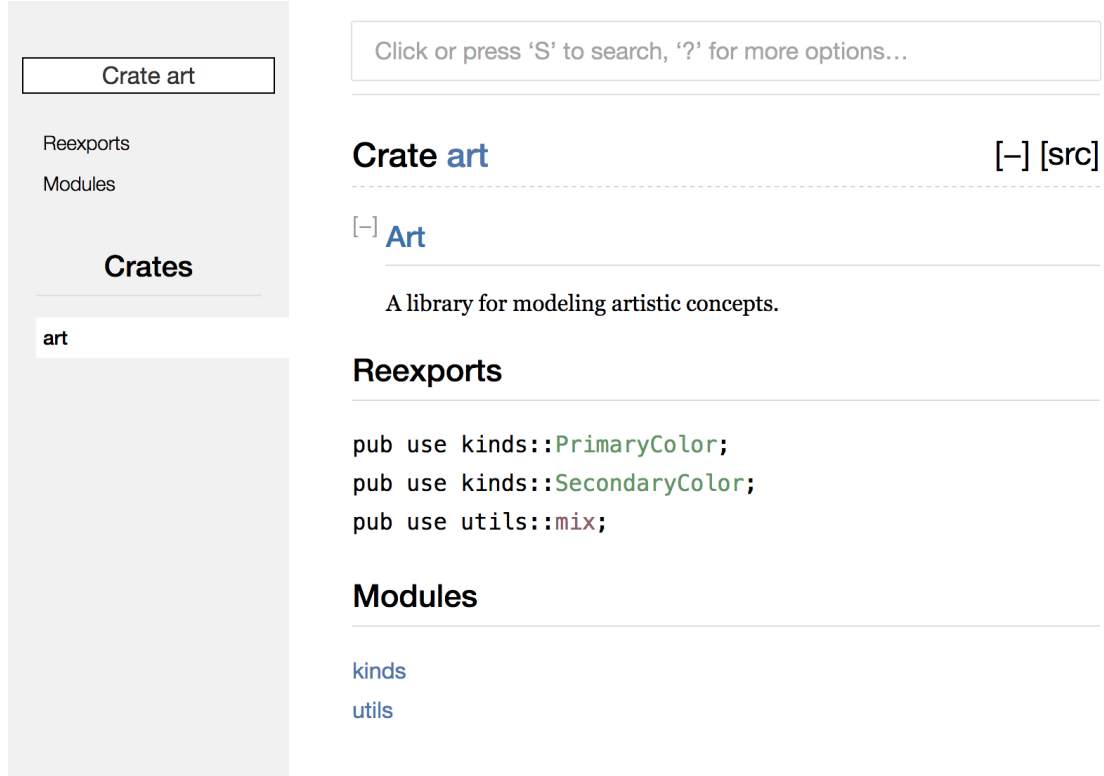 Crate art
Reexports
Modules
Crates
art
Click or press ‘S’ to search, ‘?’ for more options…
Crate art [–] [src]
[–] Art
A library for modeling artistic concepts.
Reexports
pub use kinds::PrimaryColor;
pub use kinds::SecondaryColor;
pub use utils::mix;
Modules
kinds
utils